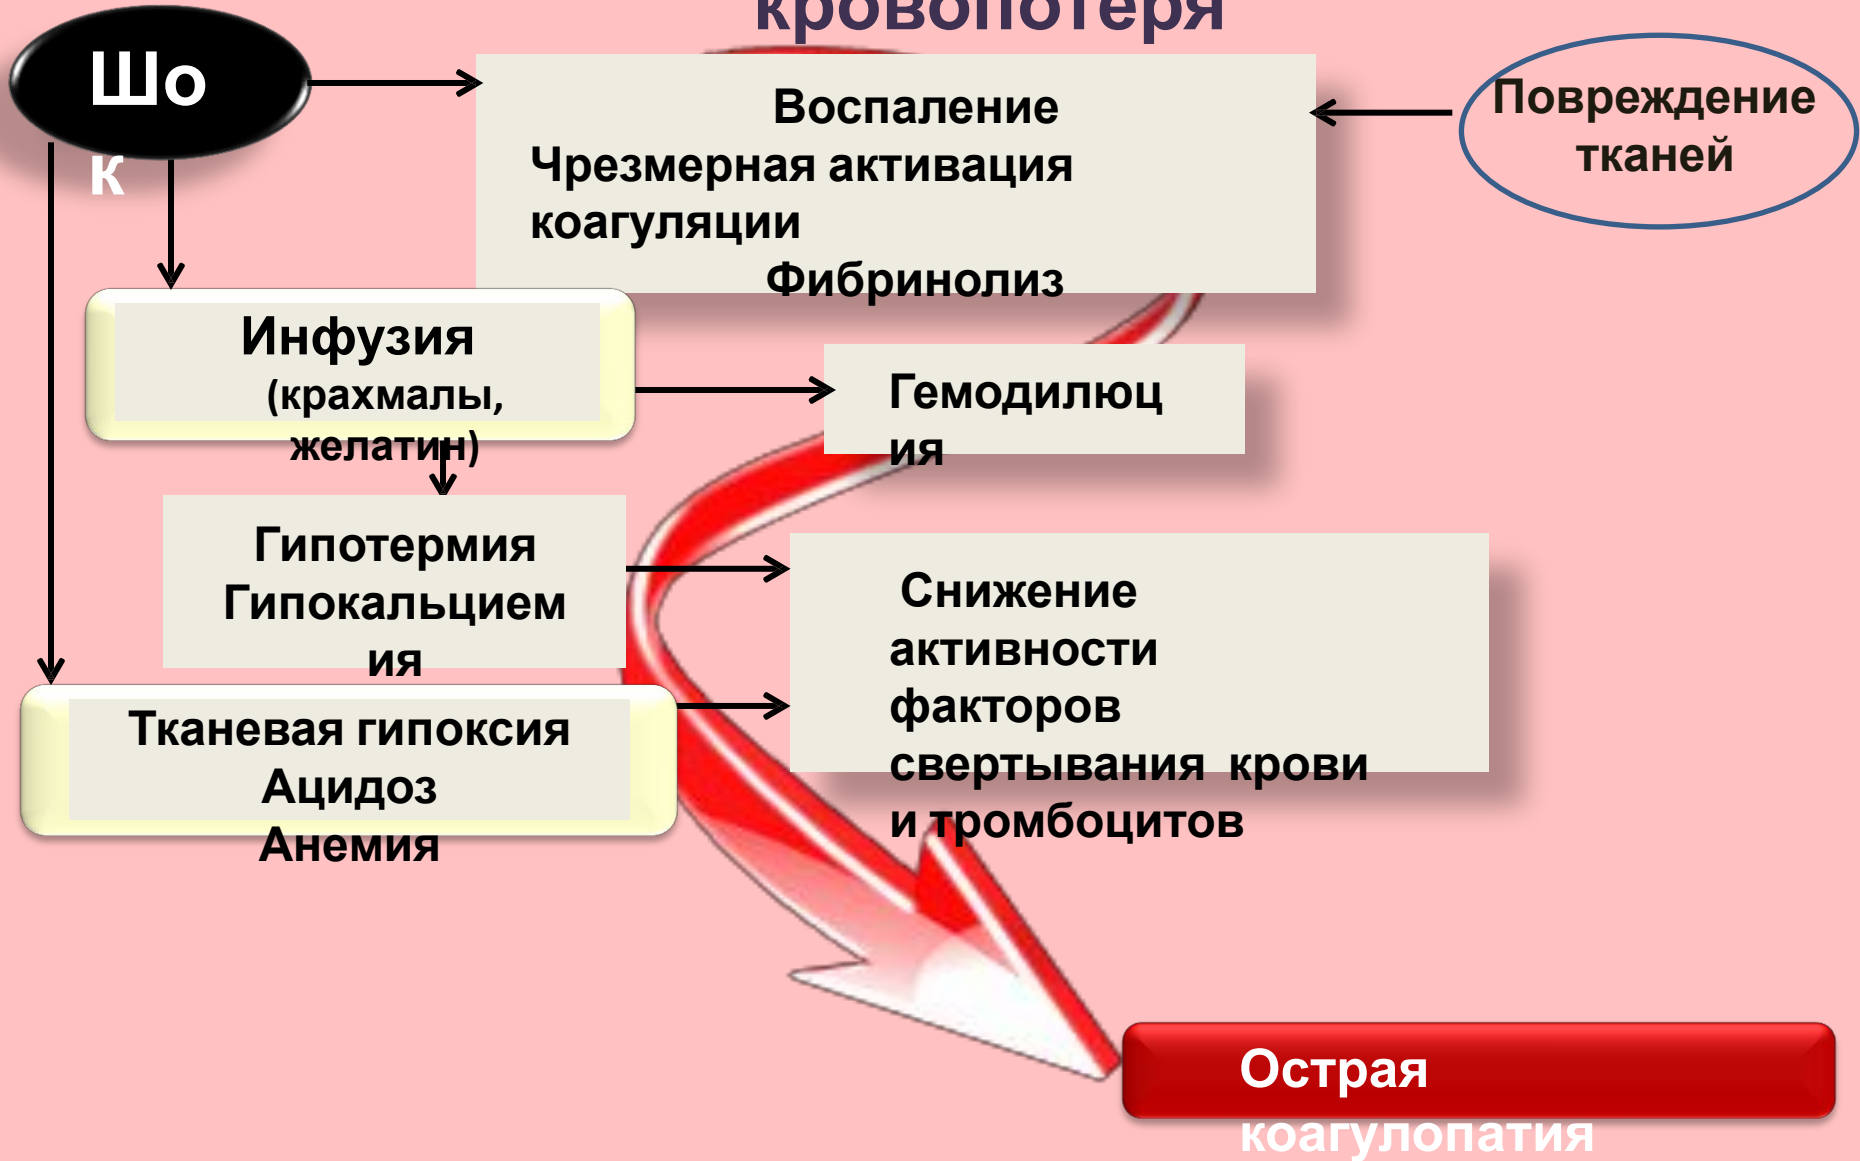 кровопотеря
Шо
к
Воспаление
Чрезмерная активация
коагуляции
Фибринолиз
Повреждение
тканей
Инфузия
(крахмалы,
желатин)
Гемодилюц
ия
Гипотермия
Гипокальцием
ия
Снижение
активности
факторов
свертывания крови
и тромбоцитов
Тканевая гипоксия
Ацидоз
Анемия
Острая
коагулопатия